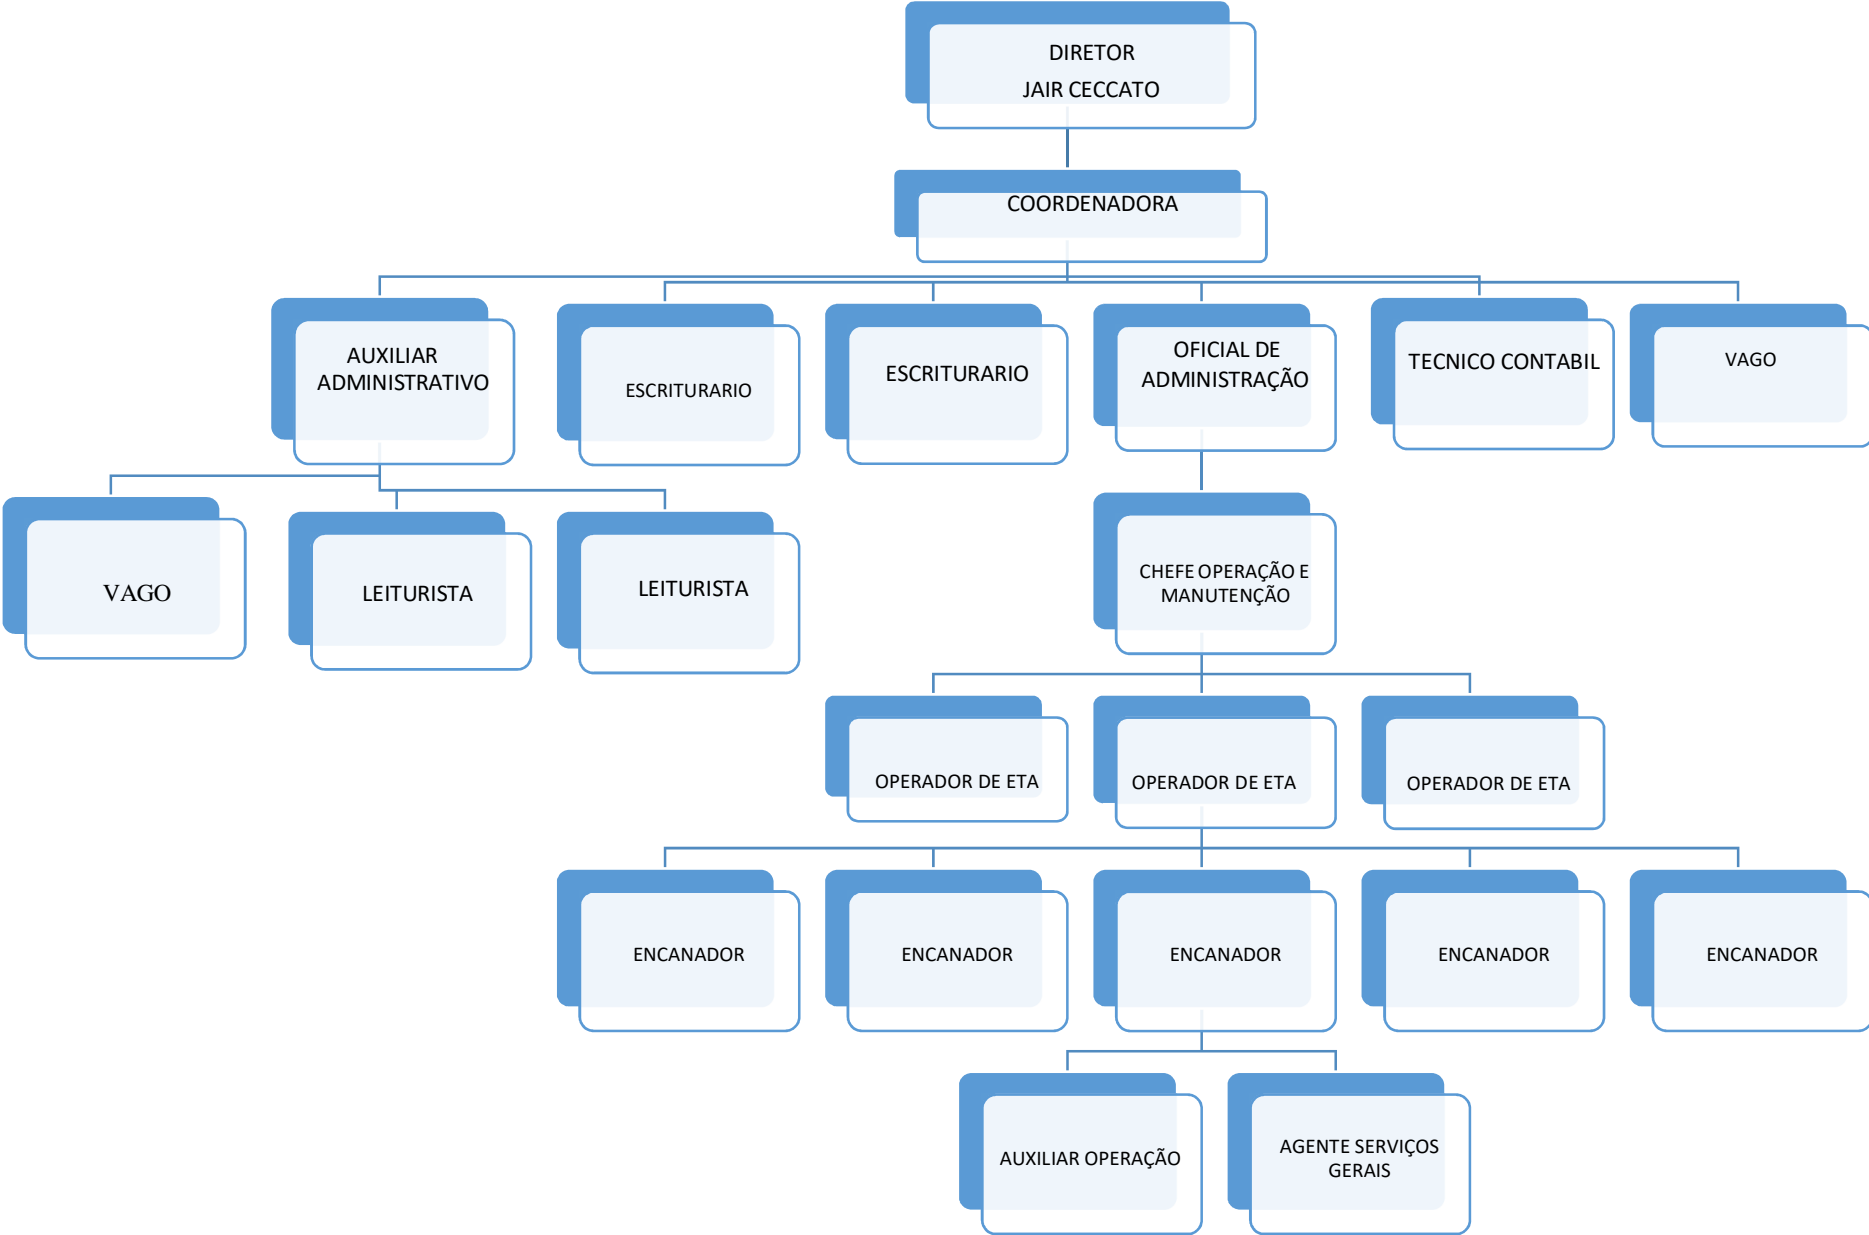 DIRETOR
JAIR CECCATO
COORDENADORA
AUXILIAR
ADMINISTRATIVO
ESCRITURARIO
ESCRITURARIO
OFICIAL DE
ADMINISTRAÇÃO
TECNICO CONTABIL
VAGO
VAGO
LEITURISTA
LEITURISTA
CHEFE OPERAÇÃO E
MANUTENÇÃO
OPERADOR DE ETA
OPERADOR DE ETA
OPERADOR DE ETA
ENCANADOR
ENCANADOR
ENCANADOR
ENCANADOR
ENCANADOR
AUXILIAR OPERAÇÃO
AGENTE SERVIÇOS
GERAIS